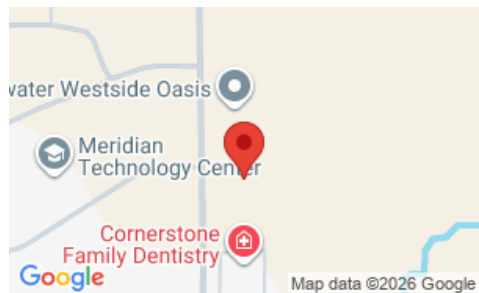 water Westside Oasis
Meridian
Technology Center
Cornerstone
Family Dentistry
Google
Map data ©2026 Google